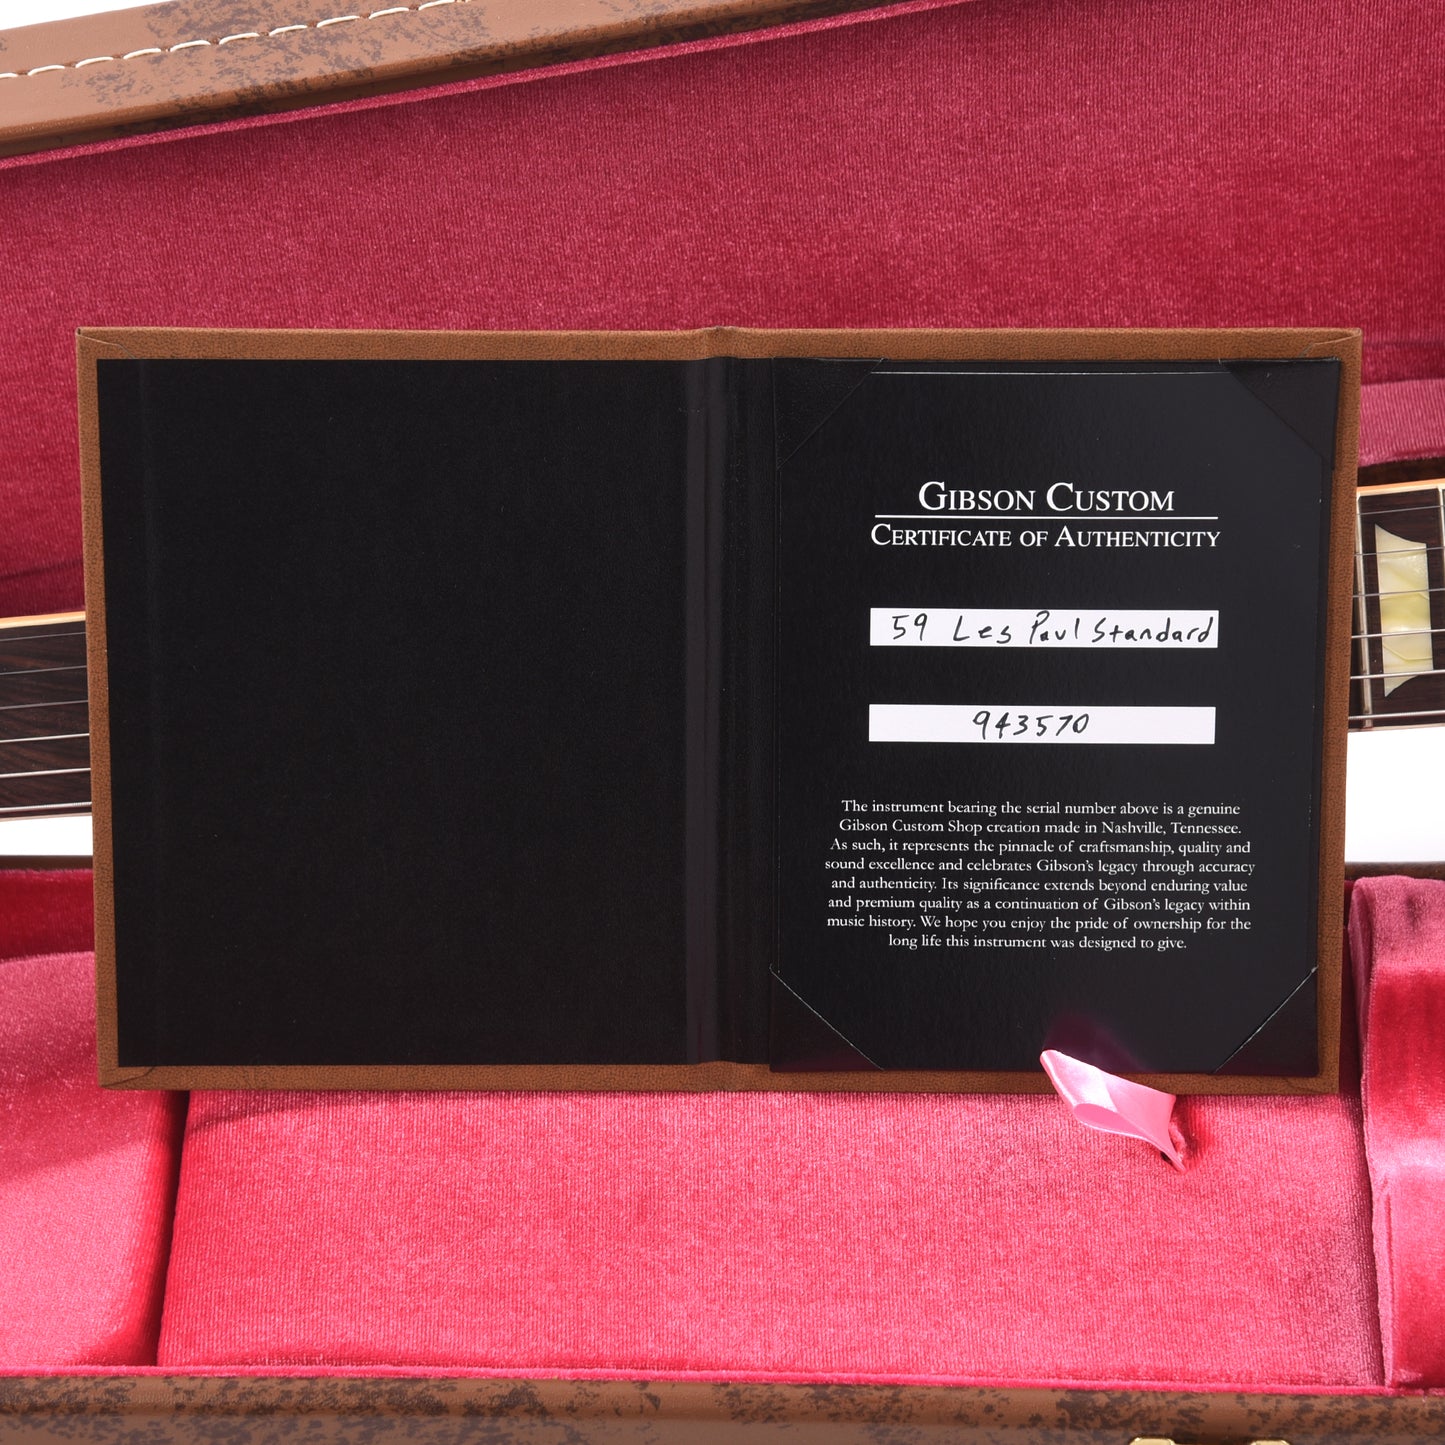 GIBSON CUSTOM
CERTIFICATE OF AUTHENTICITY
59 Les Paul Standard
943570
The instrument bearing the serial number above is a genuine
Gibson Custom Shop creation made in Nashville, Tennessee.
As such, it represents the pinnacle of craftsmanship, quality and
sound excellence and celebrates Gibson's legacy through accuracy
and authenticity. Its significance extends beyond enduring value
and premium quality as a continuation of Gibson's legacy within
music history. We hope you enjoy the pride of ownership for the
long life this instrument was designed to give.